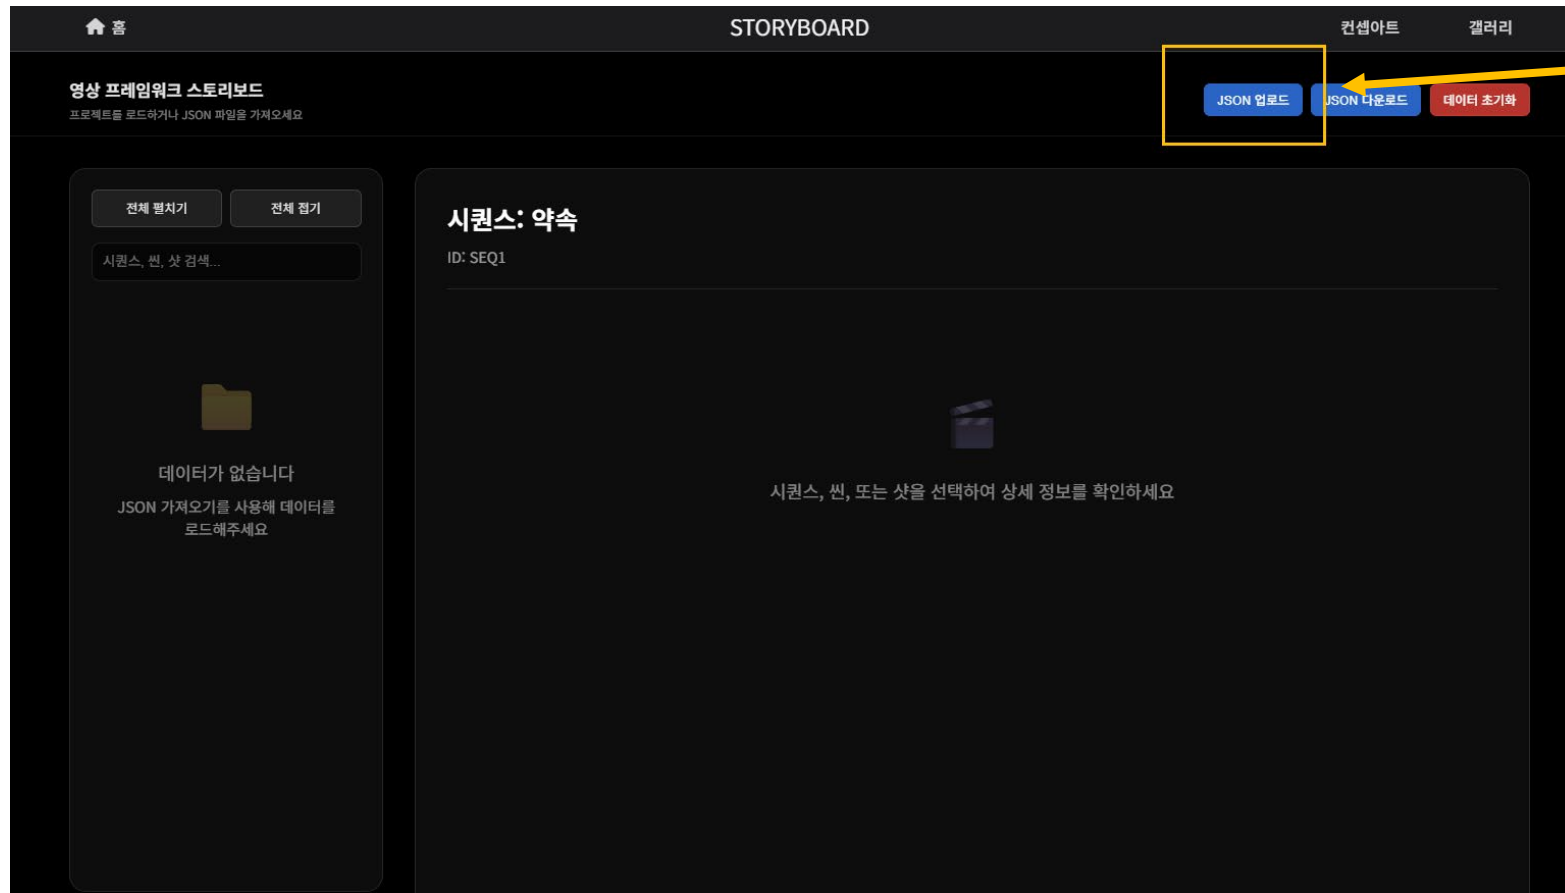 홈
STORYBOARD
컨셉아트
갤러리
영상 프레임워크 스토리보드
프로젝트를 로드하거나 JSON 파일을 가져오세요
JSON 업로드
JSON 다운로드
데이터 초기화
전체 펼치기
전체 접기
시퀀스, 씬, 샷 검색...
데이터가 없습니다
JSON 가져오기를 사용해 데이터를
로드해주세요
시퀀스: 약속
ID: SEQ1
시퀀스, 씬, 또는 샷을 선택하여 상세 정보를 확인하세요